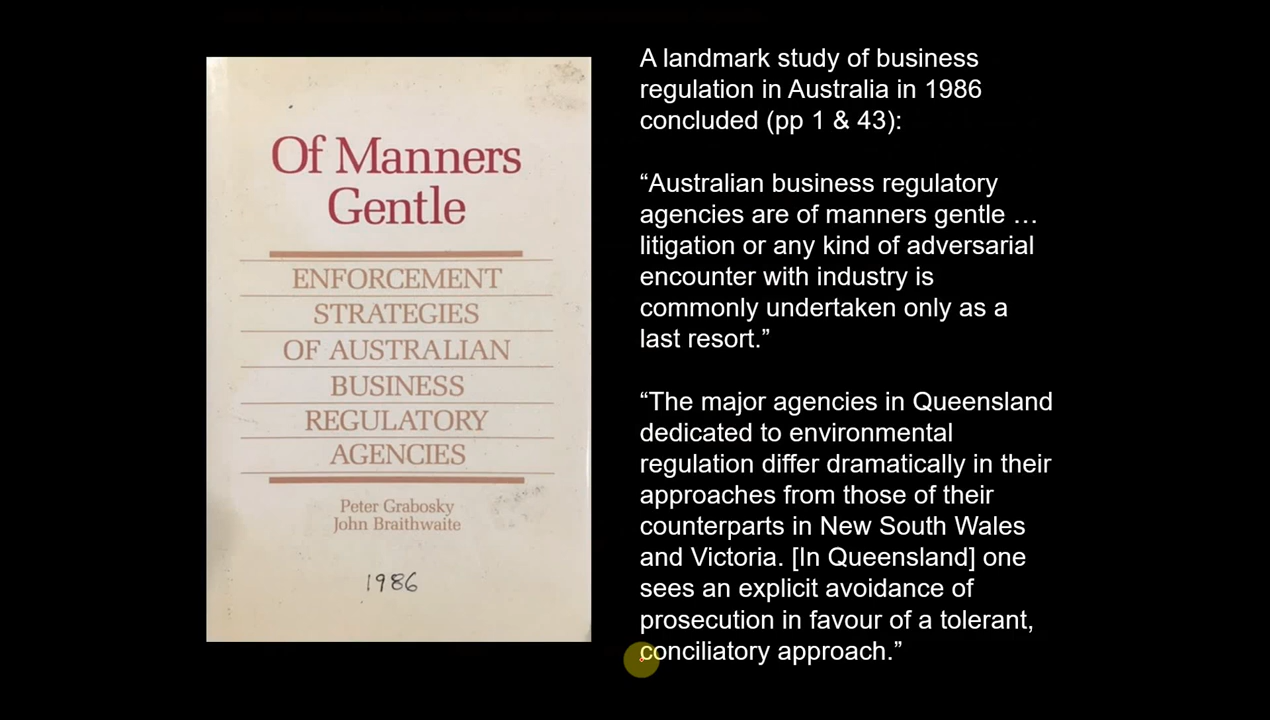 Of Manners
Gentle
ENFORCEMENT
STRATEGIES
OF AUSTRALIAN
BUSINESS
REGULATORY
AGENCIES
Peter Grabosky
John Braithwaite
1986
A landmark study of business
regulation in Australia in 1986
concluded (pp 1 & 43):
“Australian business regulatory
agencies are of manners gentle …
litigation or any kind of adversarial
encounter with industry is
commonly undertaken only as a
last resort.”
“The major agencies in Queensland
dedicated to environmental
regulation differ dramatically in their
approaches from those of their
counterparts in New South Wales
and Victoria. [In Queensland] one
sees an explicit avoidance of
prosecution in favour of a tolerant,
conciliatory approach.”